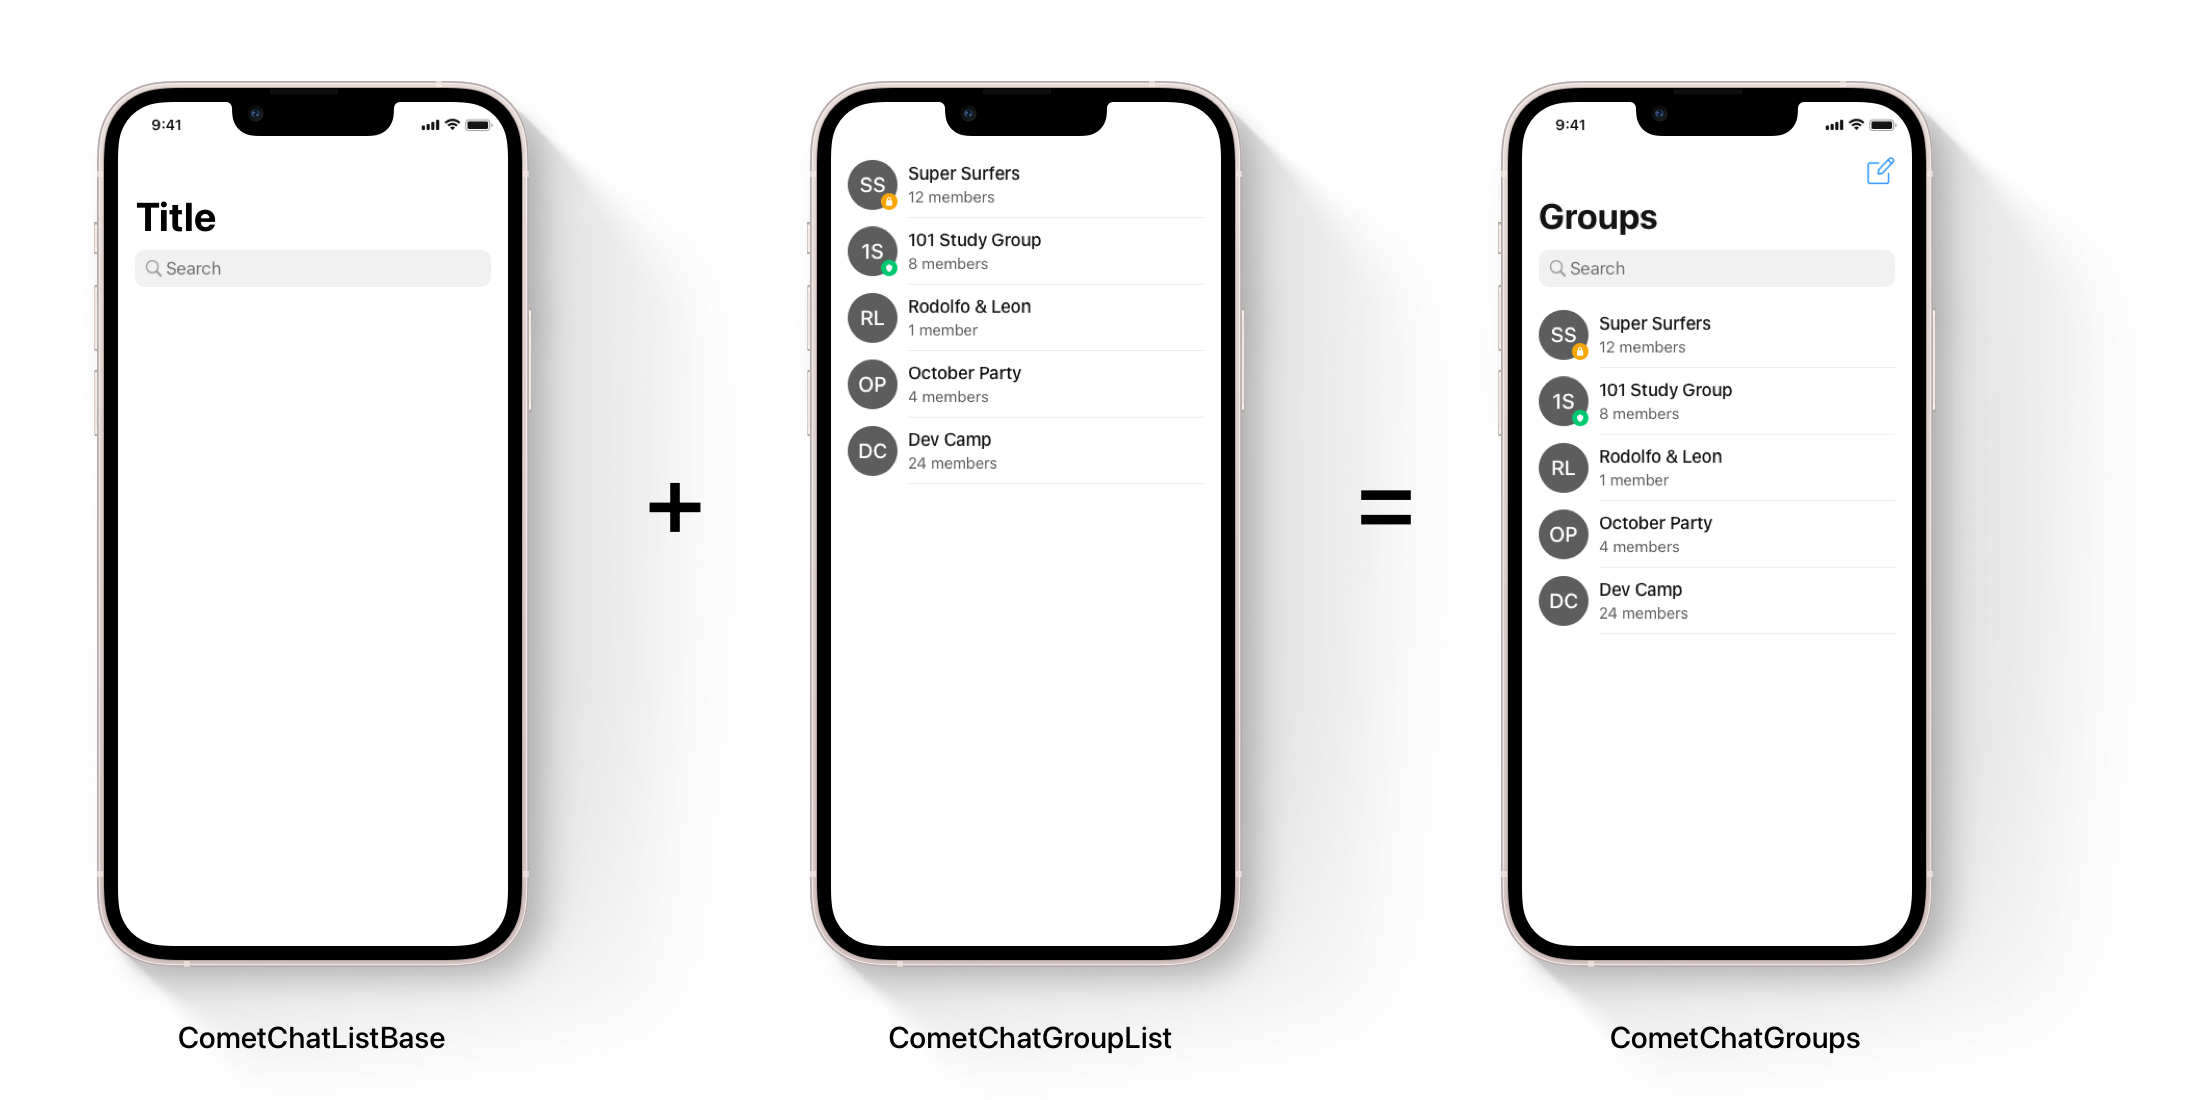 9:41
Title
Search
CometChatListBase
+
SS
Super Surfers
12 members
1S
101 Study Group
8 members
RL
Rodolfo & Leon
1 member
OP
October Party
4 members
DC
Dev Camp
24 members
CometChatGroupList
=
9:41
Groups
Search
SS
Super Surfers
12 members
1S
101 Study Group
8 members
RL
Rodolfo & Leon
1 member
OP
October Party
4 members
DC
Dev Camp
24 members
CometChatGroups